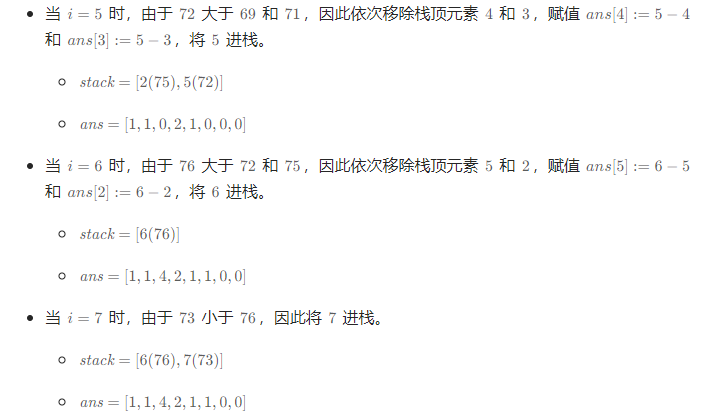 • 当 i = 5 时，由于 72 大于 69 和 71，因此依次移除栈顶元素 4 和 3，赋值 ans[4] := 5 − 4
和 ans[3] := 5 − 3，将 5 进栈。
◦ stack = [2(75), 5(72)]
◦ ans = [1, 1, 0, 2, 1, 0, 0, 0]
• 当 i = 6 时，由于 76 大于 72 和 75，因此依次移除栈顶元素 5 和 2，赋值 ans[5] := 6 − 5
和 ans[2] := 6 − 2，将 6 进栈。
◦ stack = [6(76)]
◦ ans = [1, 1, 4, 2, 1, 1, 0, 0]
• 当 i = 7 时，由于 73 小于 76，因此将 7 进栈。
◦ stack = [6(76), 7(73)]
◦ ans = [1, 1, 4, 2, 1, 1, 0, 0]